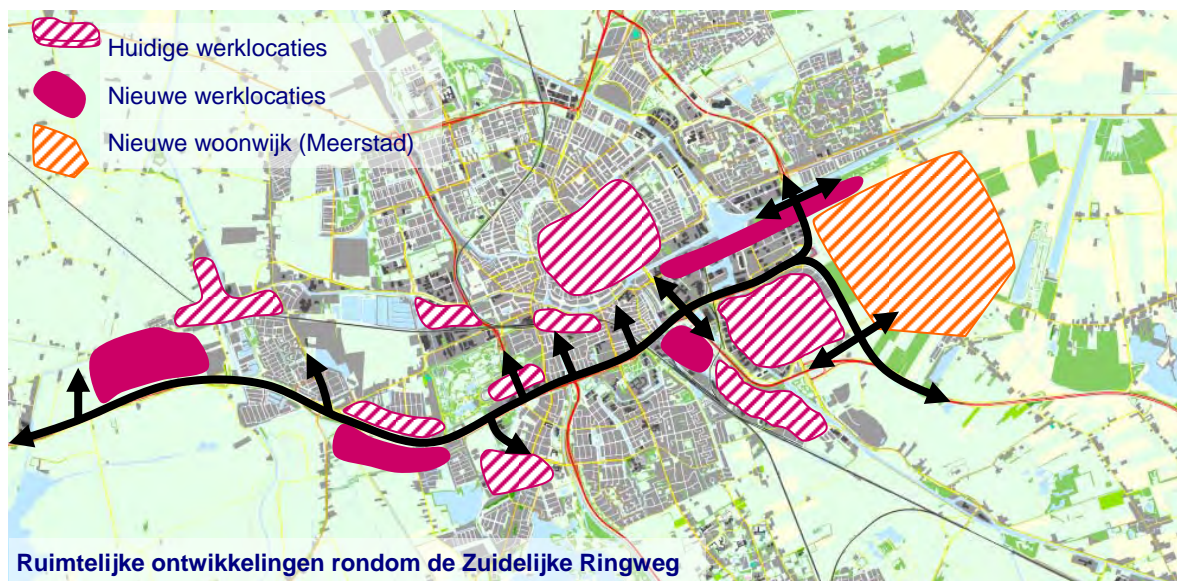 Huidige werklocaties
Nieuwe werklocaties
Nieuwe woonwijk (Meerstad)
Ruimtelijke ontwikkelingen rondom de Zuidelijke Ringweg